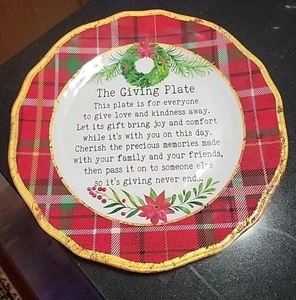 The Giving Plate
This plate is for everyone
to give love and kindness away.
Let its gift bring joy and comfort
while it's with you on this day.
Cherish the precious memories made
with your family and your friends,
then pass it on to someone else
so it's giving never ends.